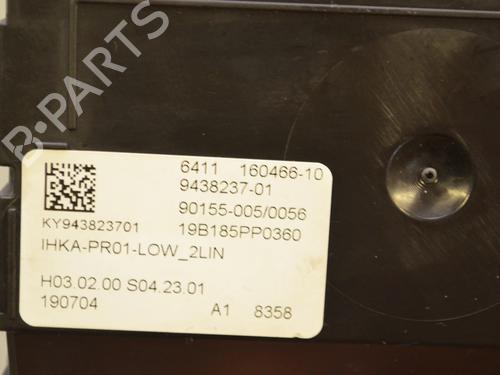 B-PARTS
6411 160466-10
9438237-01
90155-005/0056
KY943823701 19B185PP0360
IHKA-PR01-LOW_2LIN
H03.02.00 S04.23.01
190704 A1 8358